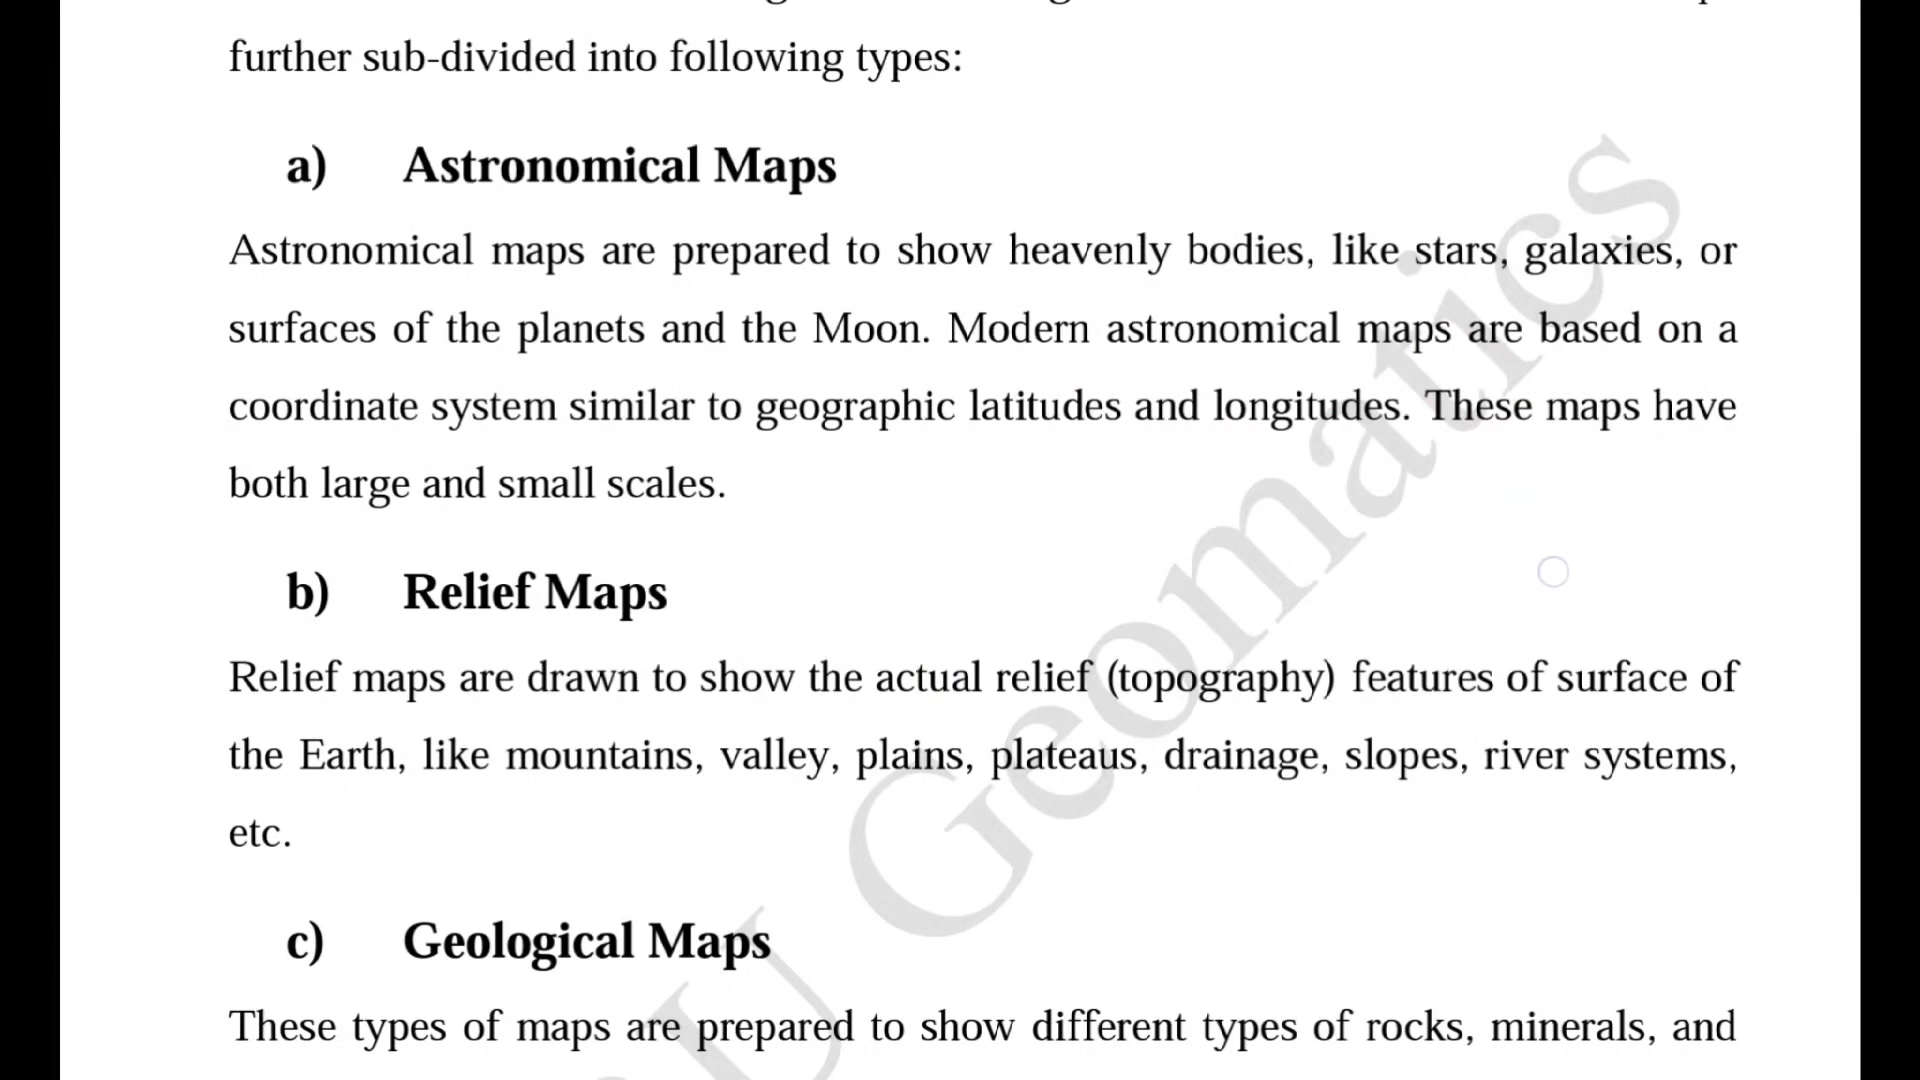 further sub-divided into following types:
a) Astronomical Maps
Astronomical maps are prepared to show heavenly bodies, like stars, galaxies, or
surfaces of the planets and the Moon. Modern astronomical maps are based on a
coordinate system similar to geographic latitudes and longitudes. These maps have
both large and small scales.
b) Relief Maps
Relief maps are drawn to show the actual relief (topography) features of surface of
the Earth, like mountains, valley, plains, plateaus, drainage, slopes, river systems,
etc.
c) Geological Maps
These types of maps are prepared to show different types of rocks, minerals, and
U Geomatics